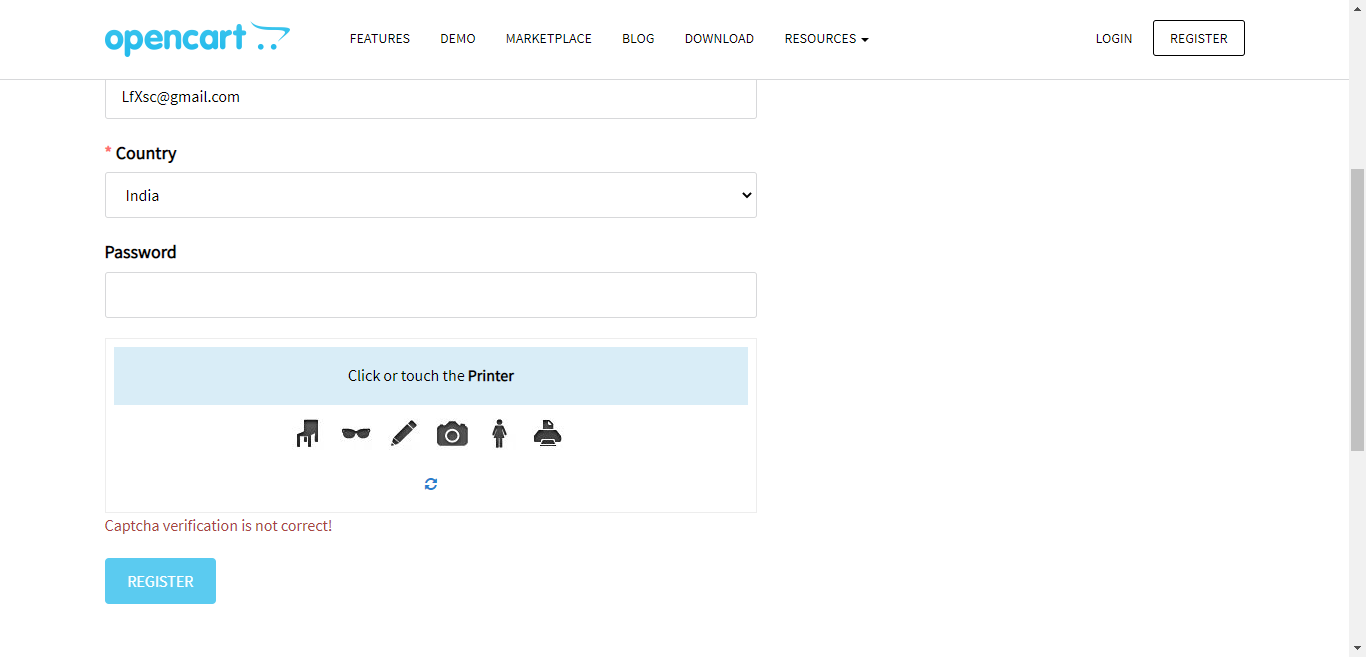 opencart
FEATURES DEMO MARKETPLACE BLOG DOWNLOAD RESOURCES LOGIN REGISTER
LfXsc@gmail.com
* Country
India
Password
Click or touch the Printer
Captcha verification is not correct!
REGISTER